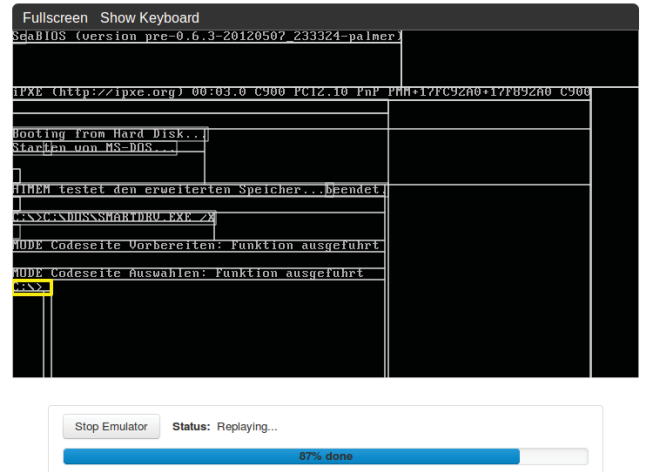 Fullscreen Show Keyboard
SeaBIOS (version pre-0.6.3-20120507_233324-palmer)
iPXE (http://ipxe.org) 00:03.0 C900 PCI2.10 PnP PMM+17FC92A0+17F892A0 C900
Booting from Hard Disk...
Starten von MS-DOS...
HIMEM testet den erweiterten Speicher...beendet.
C:\>C:\DOS\SMARTDRV.EXE /X
MODE Codeseite Vorbereiten: Funktion ausgeführt
MODE Codeseite Auswählen: Funktion ausgeführt
C:\>
Stop Emulator Status: Replaying...
87% done